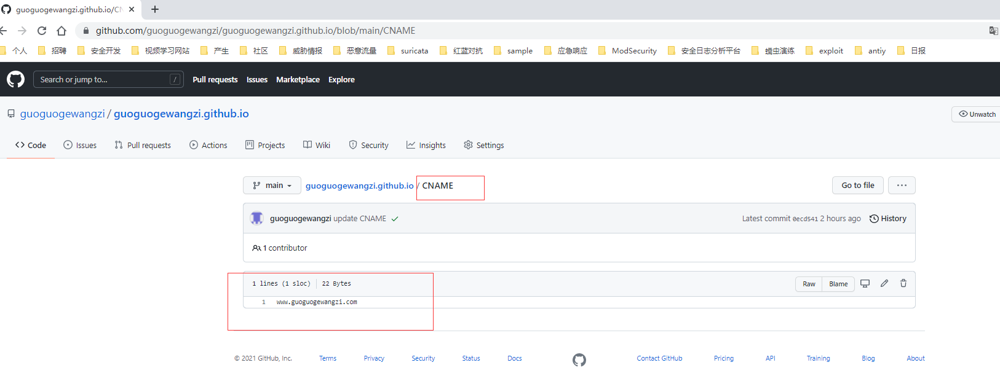 guoguogewangzi.github.io/CN
github.com/guoguogewangzi/guoguogewangzi.github.io/blob/main/CNAME
个人 招聘 安全开发 视频学习网站 产生 社区 威胁情报 恶意流量 suricata 红蓝对抗 sample 应急响应 ModSecurity 安全日志分析平台 蠕虫演练 exploit antiy 日报
Search or jump to... / Pull requests Issues Marketplace Explore
guoguogewangzi / guoguogewangzi.github.io Unwatch
Code Issues Pull requests Actions Projects Wiki Security Insights Settings
main guoguogewangzi.github.io / CNAME Go to file ...
guoguogewangzi update CNAME Latest commit 0ecd541 2 hours ago History
1 contributor
1 lines (1 sloc) 22 Bytes Raw Blame
1 www.guoguogewangzi.com
© 2021 GitHub, Inc. Terms Privacy Security Status Docs Contact GitHub Pricing API Training Blog About